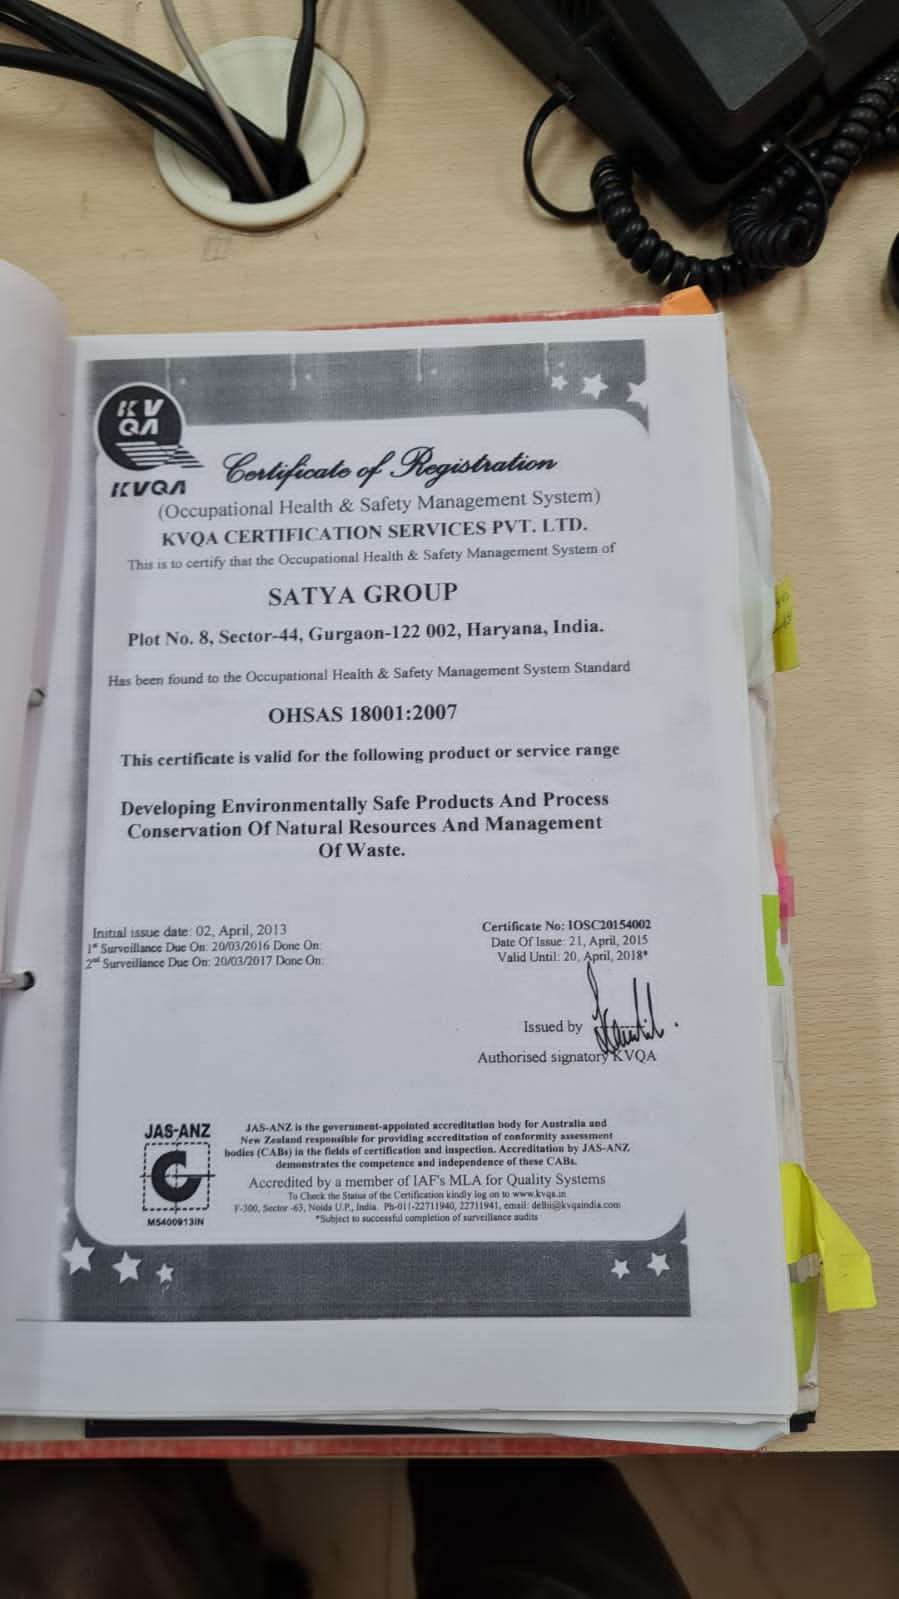 KV
QA
KVQA
Certificate of Registration
(Occupational Health & Safety Management System)
KVQA CERTIFICATION SERVICES PVT. LTD.
This is to certify that the Occupational Health & Safety Management System of
SATYA GROUP
Plot No. 8, Sector-44, Gurgaon-122 002, Haryana, India.
Has been found to the Occupational Health & Safety Management System Standard
OHSAS 18001:2007
This certificate is valid for the following product or service range
Developing Environmentally Safe Products And Process
Conservation Of Natural Resources And Management
Of Waste.
Initial issue date: 02, April, 2013
1st Surveillance Due On: 20/03/2016 Done On:
2nd Surveillance Due On: 20/03/2017 Done On:
Certificate No: IOSC20154002
Date Of Issue: 21, April, 2015
Valid Until: 20, April, 2018*
Issued by
Authorised signatory KVQA
JAS-ANZ
M5400913IN
JAS-ANZ is the government-appointed accreditation body for Australia and
New Zealand responsible for providing accreditation of conformity assessment
bodies (CABs) in the fields of certification and inspection. Accreditation by JAS-ANZ
demonstrates the competence and independence of these CABs.
Accredited by a member of IAF's MLA for Quality Systems
To Check the Status of the Certification kindly log on to www.kvqa.in
F-300, Sector -63, Noida U.P., India. Ph-011-22711940, 22711941, email: delhi@kvqaindia.com
*Subject to successful completion of surveillance audits